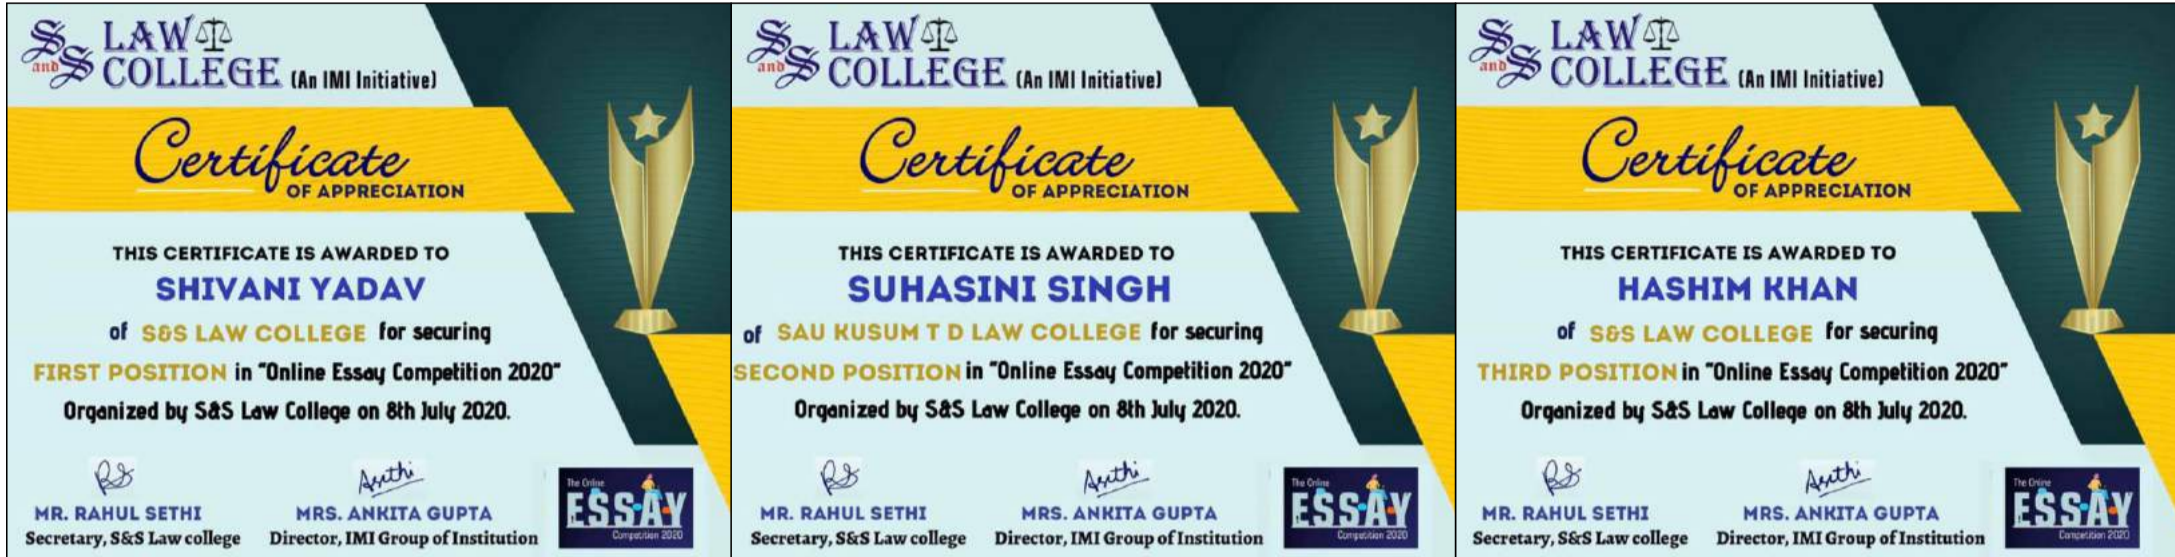 S and S LAW COLLEGE (An IMI Initiative)
Certificate
OF APPRECIATION
THIS CERTIFICATE IS AWARDED TO
SHIVANI YADAV
of S&S LAW COLLEGE for securing
FIRST POSITION in "Online Essay Competition 2020"
Organized by S&S Law College on 8th July 2020.
MR. RAHUL SETHI
Secretary, S&S Law college
MRS. ANKITA GUPTA
Director, IMI Group of Institution
The Online
ESSAY
Competition 2020
S and S LAW COLLEGE (An IMI Initiative)
Certificate
OF APPRECIATION
THIS CERTIFICATE IS AWARDED TO
SUHASINI SINGH
of SAU KUSUM T D LAW COLLEGE for securing
SECOND POSITION in "Online Essay Competition 2020"
Organized by S&S Law College on 8th July 2020.
MR. RAHUL SETHI
Secretary, S&S Law college
MRS. ANKITA GUPTA
Director, IMI Group of Institution
The Online
ESSAY
Competition 2020
S and S LAW COLLEGE (An IMI Initiative)
Certificate
OF APPRECIATION
THIS CERTIFICATE IS AWARDED TO
HASHIM KHAN
of S&S LAW COLLEGE for securing
THIRD POSITION in "Online Essay Competition 2020"
Organized by S&S Law College on 8th July 2020.
MR. RAHUL SETHI
Secretary, S&S Law college
MRS. ANKITA GUPTA
Director, IMI Group of Institution
The Online
ESSAY
Competition 2020